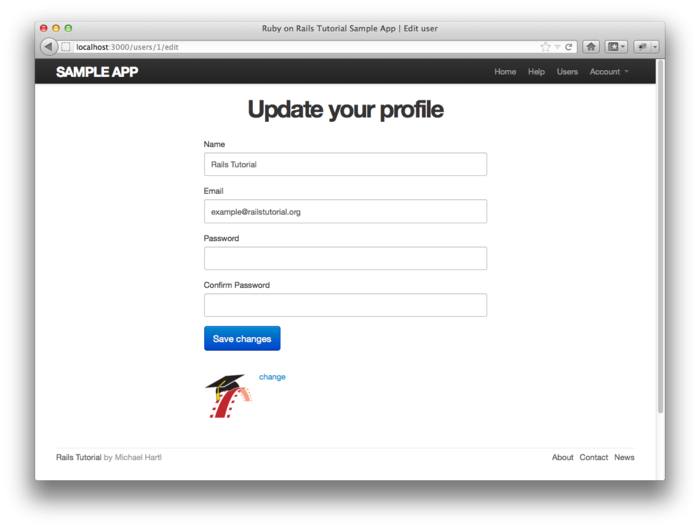 Ruby on Rails Tutorial Sample App | Edit user
localhost:3000/users/1/edit
SAMPLE APP Home Help Users Account
Update your profile
Name
Rails Tutorial
Email
example@railstutorial.org
Password
Confirm Password
Save changes
change
Rails Tutorial by Michael Hartl About Contact News